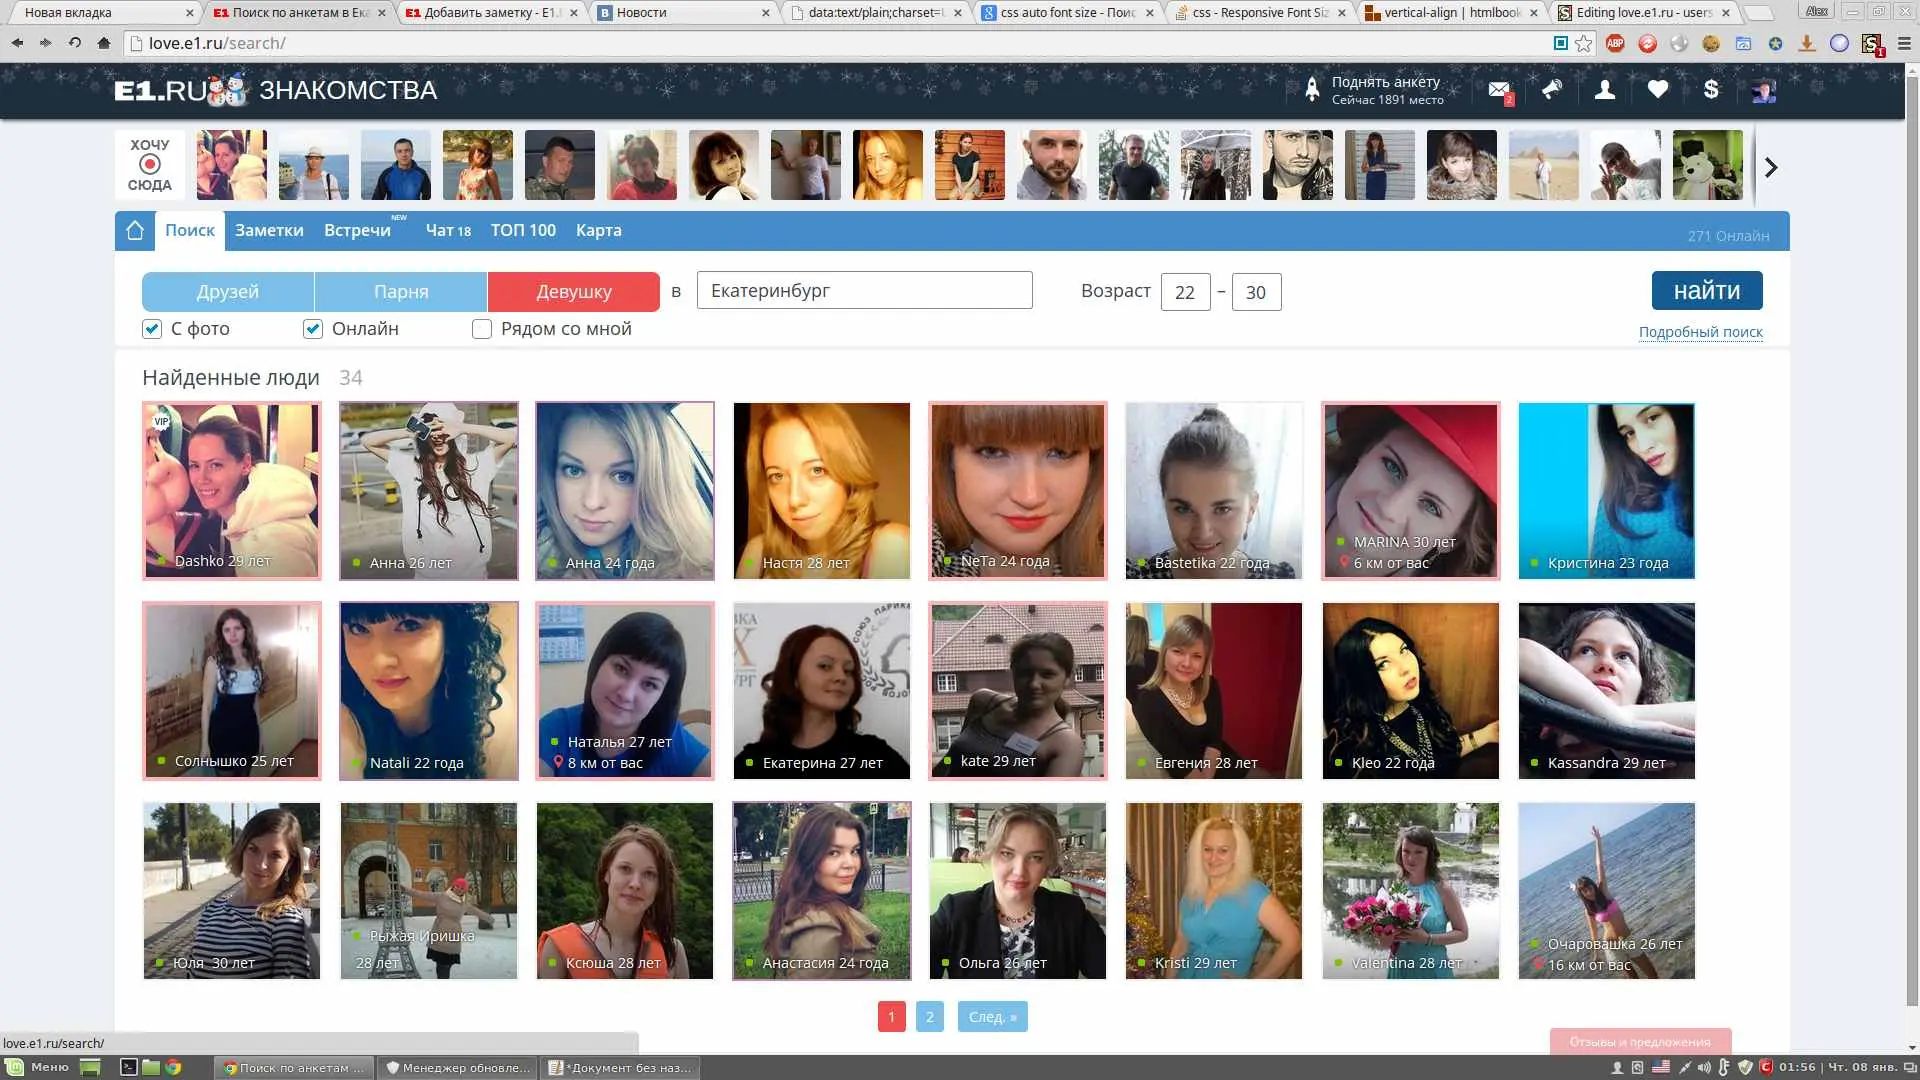 Новая вкладка
Поиск по анкетам в Ека
Добавить заметку - E1.
Новости
data:text/plain;charset=U
css auto font size - Поис
css - Responsive Font Siz
vertical-align | htmlbook
Editing love.e1.ru - users
Alex
love.e1.ru/search/
ABP
E1.RU ЗНАКОМСТВА
Поднять анкету
Сейчас 1891 место
2
$
ХОЧУ
СЮДА
Поиск
Заметки
Встречи
NEW
Чат 18
ТОП 100
Карта
271 Онлайн
Друзей
Парня
Девушку
в
Екатеринбург
Возраст
22
–
30
найти
С фото
Онлайн
Рядом со мной
Подробный поиск
Найденные люди 34
VIP
Dashko 29 лет
Анна 26 лет
Анна 24 года
Настя 28 лет
NeTa 24 года
Bastetika 22 года
MARINA 30 лет
6 км от вас
Кристина 23 года
Солнышко 25 лет
Natali 22 года
Наталья 27 лет
8 км от вас
Екатерина 27 лет
kate 29 лет
Евгения 28 лет
Kleo 22 года
Kassandra 29 лет
Юля 30 лет
Рыжая Иришка
28 лет
Ксюша 28 лет
Анастасия 24 года
Ольга 26 лет
Kristi 29 лет
Valentina 28 лет
Очаровашка 26 лет
16 км от вас
1
2
След. »
Отзывы и предложения
love.e1.ru/search/
Меню
Поиск по анкетам ...
Менеджер обновле...
*Документ без наз...
01:56 | Чт. 08 янв.